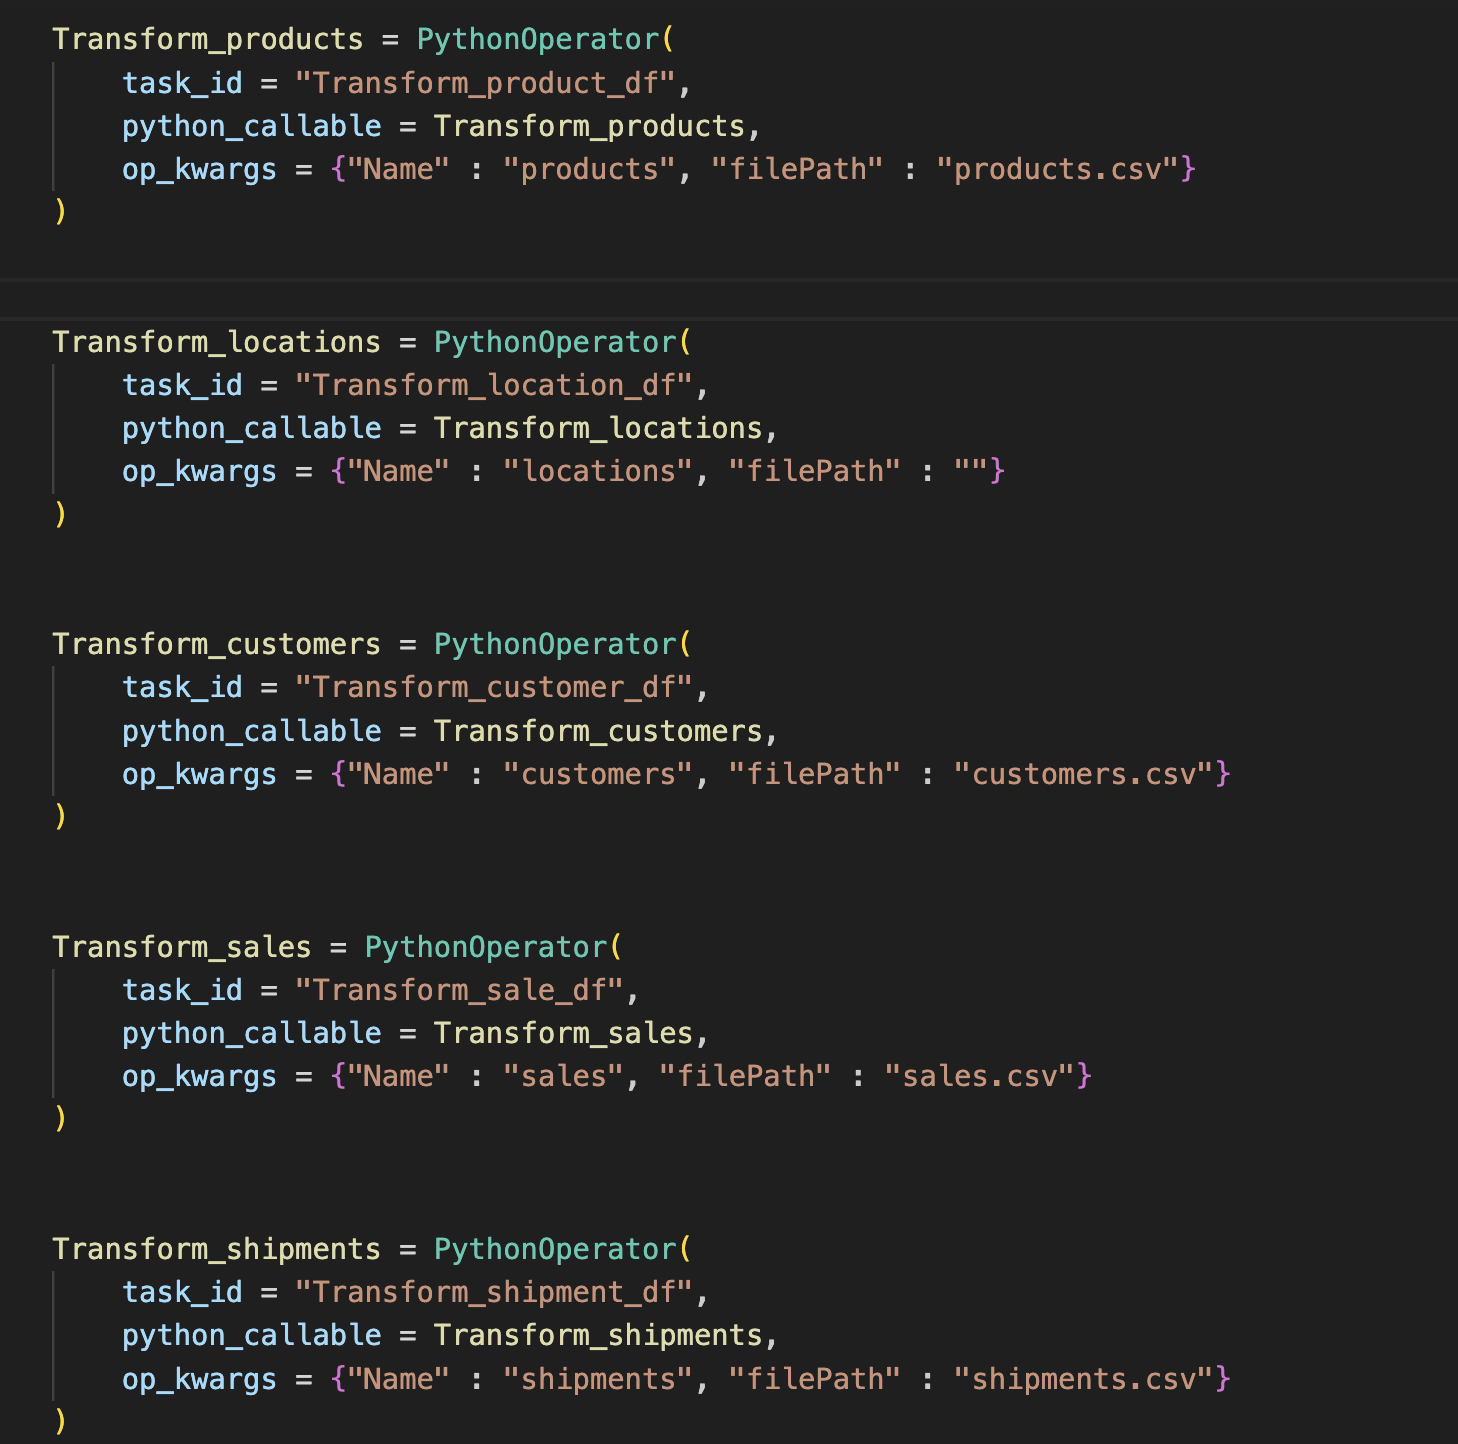 Transform_products = PythonOperator(
    task_id = "Transform_product_df",
    python_callable = Transform_products,
    op_kwargs = {"Name" : "products", "filePath" : "products.csv"}
)
Transform_locations = PythonOperator(
    task_id = "Transform_location_df",
    python_callable = Transform_locations,
    op_kwargs = {"Name" : "locations", "filePath" : ""}
)
Transform_customers = PythonOperator(
    task_id = "Transform_customer_df",
    python_callable = Transform_customers,
    op_kwargs = {"Name" : "customers", "filePath" : "customers.csv"}
)
Transform_sales = PythonOperator(
    task_id = "Transform_sale_df",
    python_callable = Transform_sales,
    op_kwargs = {"Name" : "sales", "filePath" : "sales.csv"}
)
Transform_shipments = PythonOperator(
    task_id = "Transform_shipment_df",
    python_callable = Transform_shipments,
    op_kwargs = {"Name" : "shipments", "filePath" : "shipments.csv"}
)